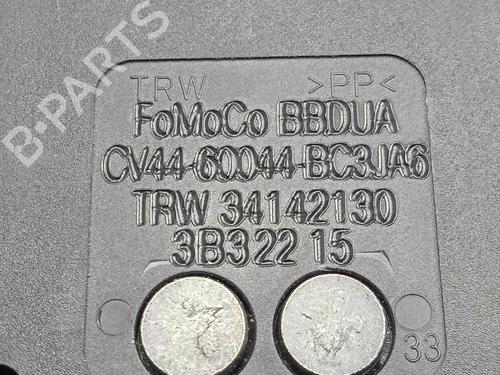 B-PARTS
TRW >PP<
FoMoCo BBDUA
CV44-60044-BC3JA6
TRW 34142130
3B322 15
33